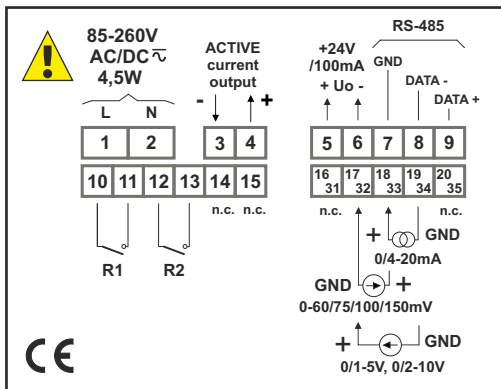 RS-485
85-260V
AC/DC
4,5W
ACTIVE
current
output
+24V
/100mA
GND
+ Uo -
DATA -
DATA +
L N
- +
1 2 3 4 5 6 7 8 9
10 11 12 13 14 15 16 31 17 32 18 33 19 34 20 35
n.c. n.c. n.c. n.c.
R1 R2
+ GND
0/4-20mA
GND +
0-60/75/100/150mV
+ GND
0/1-5V, 0/2-10V
CE